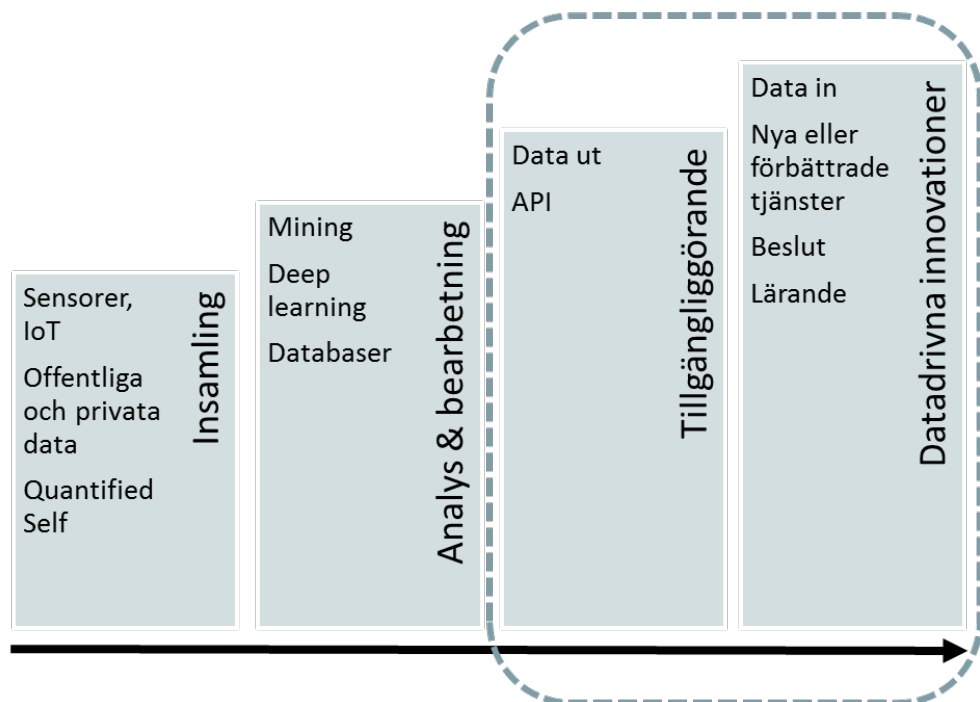 Sensorer,
IoT
Offentliga
och privata
data
Quantified
Self
Insamling
Mining
Deep
learning
Databaser
Analys & bearbetning
Data ut
API
Tillgängliggörande
Data in
Nya eller
förbättrade
tjänster
Beslut
Lärande
Datadrivna innovationer